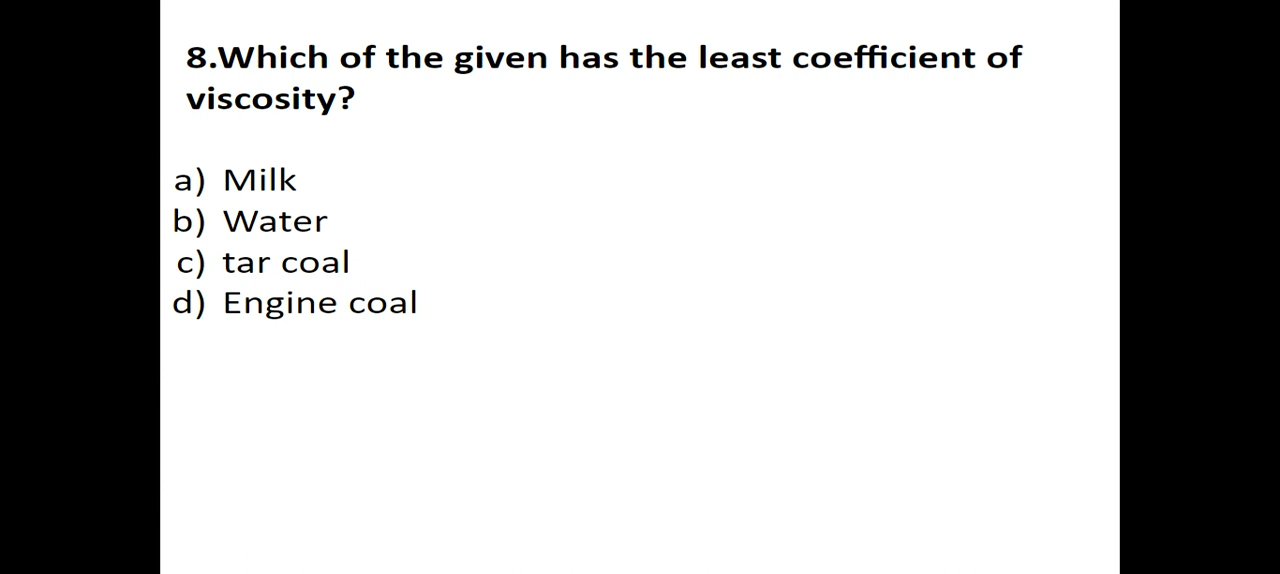 8.Which of the given has the least coefficient of
viscosity?
a) Milk
b) Water
c) tar coal
d) Engine coal